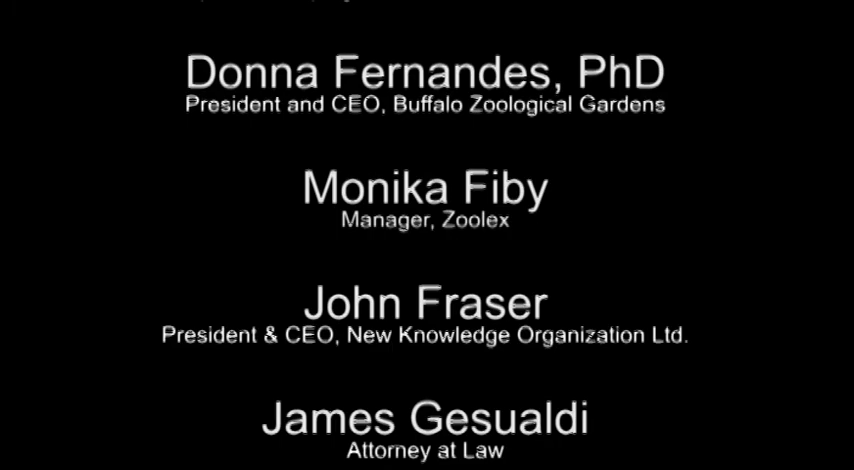 Donna Fernandes, PhD
President and CEO, Buffalo Zoological Gardens
Monika Fiby
Manager, Zoolex
John Fraser
President & CEO, New Knowledge Organization Ltd.
James Gesualdi
Attorney at Law